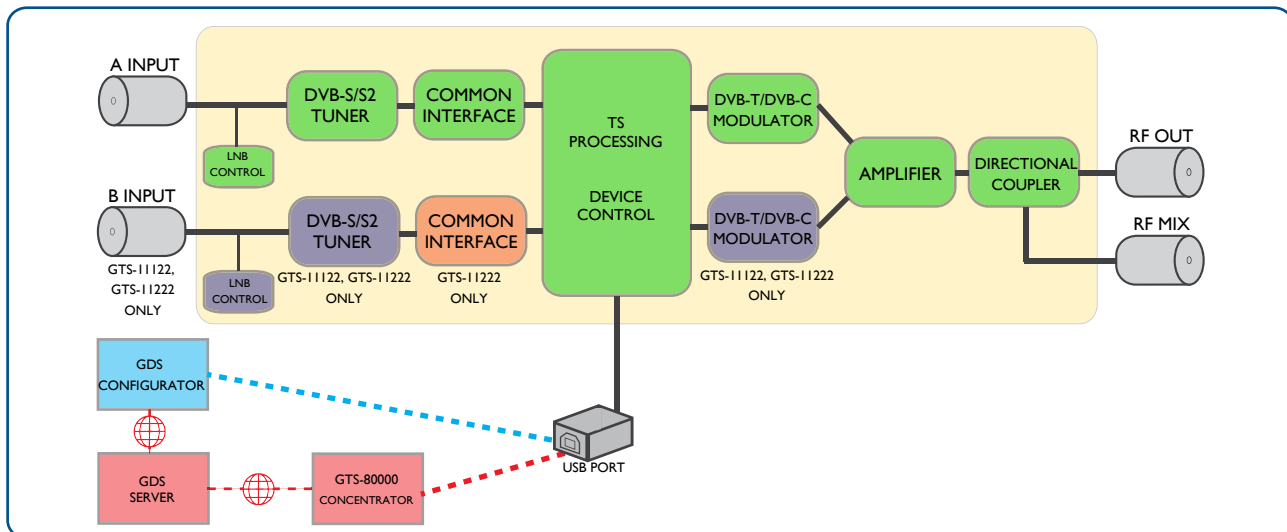 A INPUT
DVB-S/S2
TUNER
COMMON
INTERFACE
LNB
CONTROL
B INPUT
GTS-11122,
GTS-11222
ONLY
LNB
CONTROL
DVB-S/S2
TUNER
GTS-11122, GTS-11222
ONLY
COMMON
INTERFACE
GTS-11222
ONLY
TS
PROCESSING
DEVICE
CONTROL
DVB-T/DVB-C
MODULATOR
DVB-T/DVB-C
MODULATOR
GTS-11122, GTS-11222
ONLY
AMPLIFIER
DIRECTIONAL
COUPLER
RF OUT
RF MIX
GDS
CONFIGURATOR
GDS
SERVER
GTS-80000
CONCENTRATOR
USB PORT